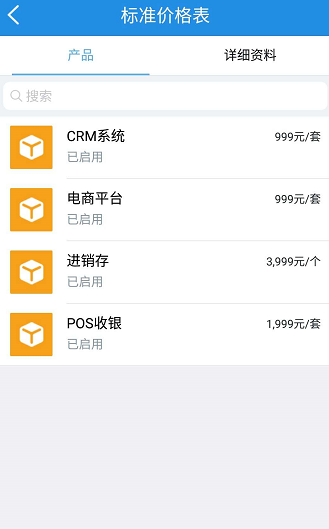 标准价格表
产品 详细资料
搜索
CRM系统 999元/套
已启用
电商平台 999元/套
已启用
进销存 3,999元/个
已启用
POS收银 1,999元/套
已启用